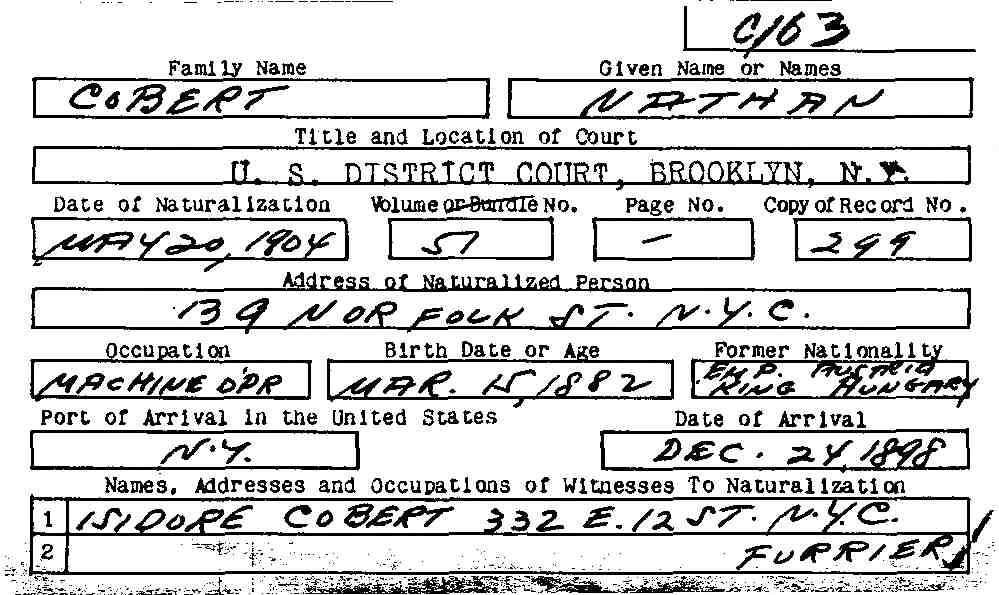 C163
Family Name Given Name or Names
COBERT NATHAN
Title and Location of Court
U. S. DISTRICT COURT, BROOKLYN, N.Y.
Date of Naturalization Volume or Bundle No. Page No. Copy of Record No.
MAY 20, 1904 51 - 299
Address of Naturalized Person
139 NORFOLK ST. N.Y.C.
Occupation Birth Date or Age Former Nationality
MACHINE OPR MAR. 15, 1882 EMP. AUSTRIA
KING HUNGARY
Port of Arrival in the United States Date of Arrival
N.Y. DEC. 24, 1898
Names, Addresses and Occupations of Witnesses To Naturalization
1 ISIDORE COBERT 332 E. 12 ST. N.Y.C.
2 FURRIER